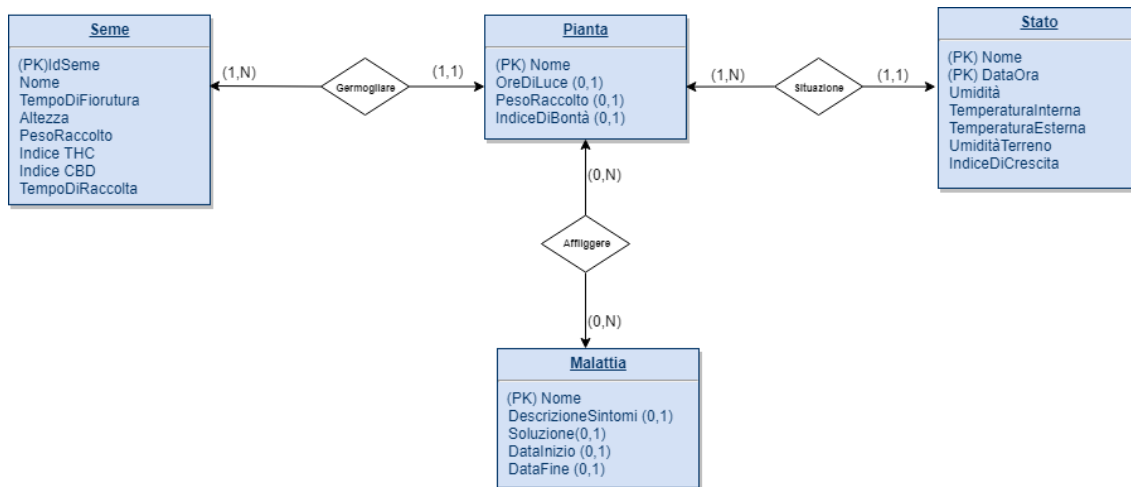 Seme
(PK)IdSeme
Nome
TempoDiFiorutura
Altezza
PesoRaccolto
Indice THC
Indice CBD
TempoDiRaccolta
(1,N)
Germogliare
(1,1)
Pianta
(PK) Nome
OreDiLuce (0,1)
PesoRaccolto (0,1)
IndiceDiBontà (0,1)
(1,N)
Situazione
(1,1)
Stato
(PK) Nome
(PK) DataOra
Umidità
TemperaturaInterna
TemperaturaEsterna
UmiditàTerreno
IndiceDiCrescita
(0,N)
Affliggere
(0,N)
Malattia
(PK) Nome
DescrizioneSintomi (0,1)
Soluzione(0,1)
DataInizio (0,1)
DataFine (0,1)